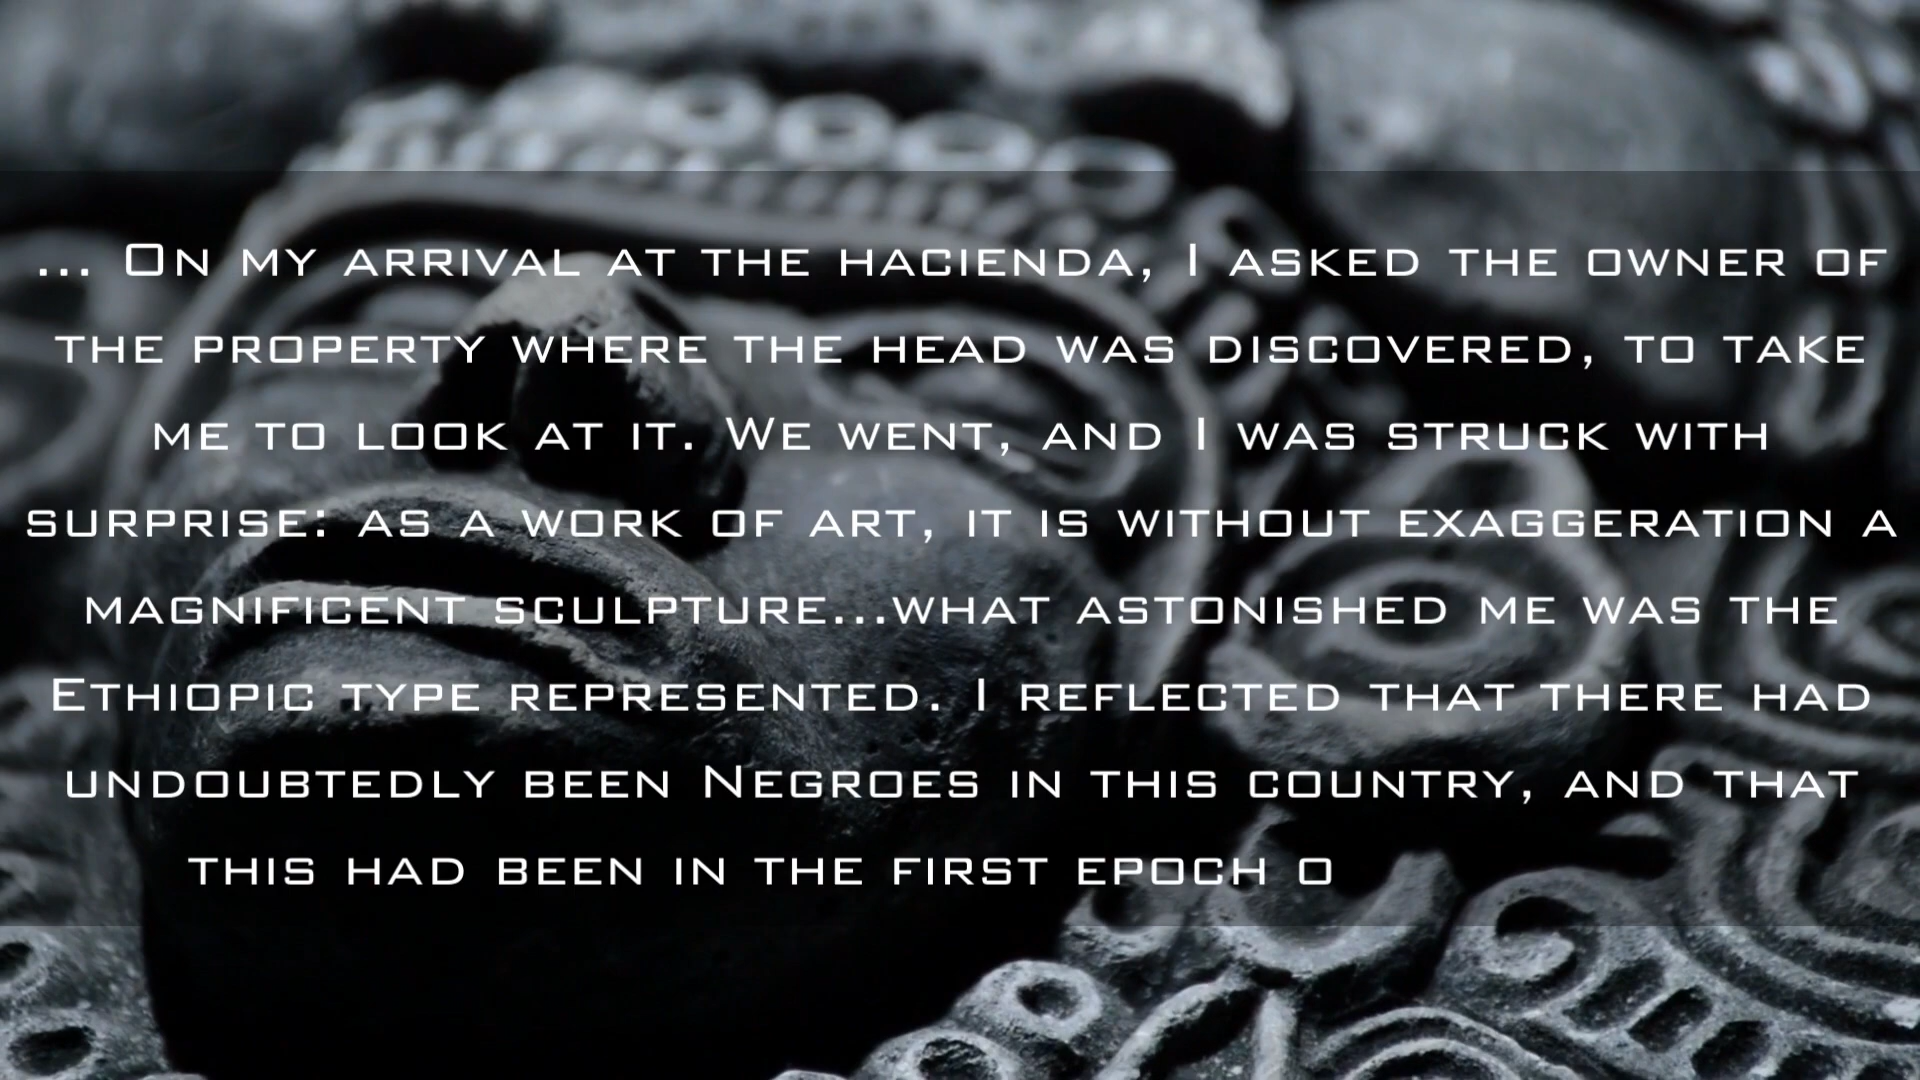 ... On my arrival at the hacienda, I asked the owner of
the property where the head was discovered, to take
me to look at it. We went, and I was struck with
surprise: as a work of art, it is without exaggeration a
magnificent sculpture...what astonished me was the
Ethiopic type represented. I reflected that there had
undoubtedly been Negroes in this country, and that
this had been in the first epoch o